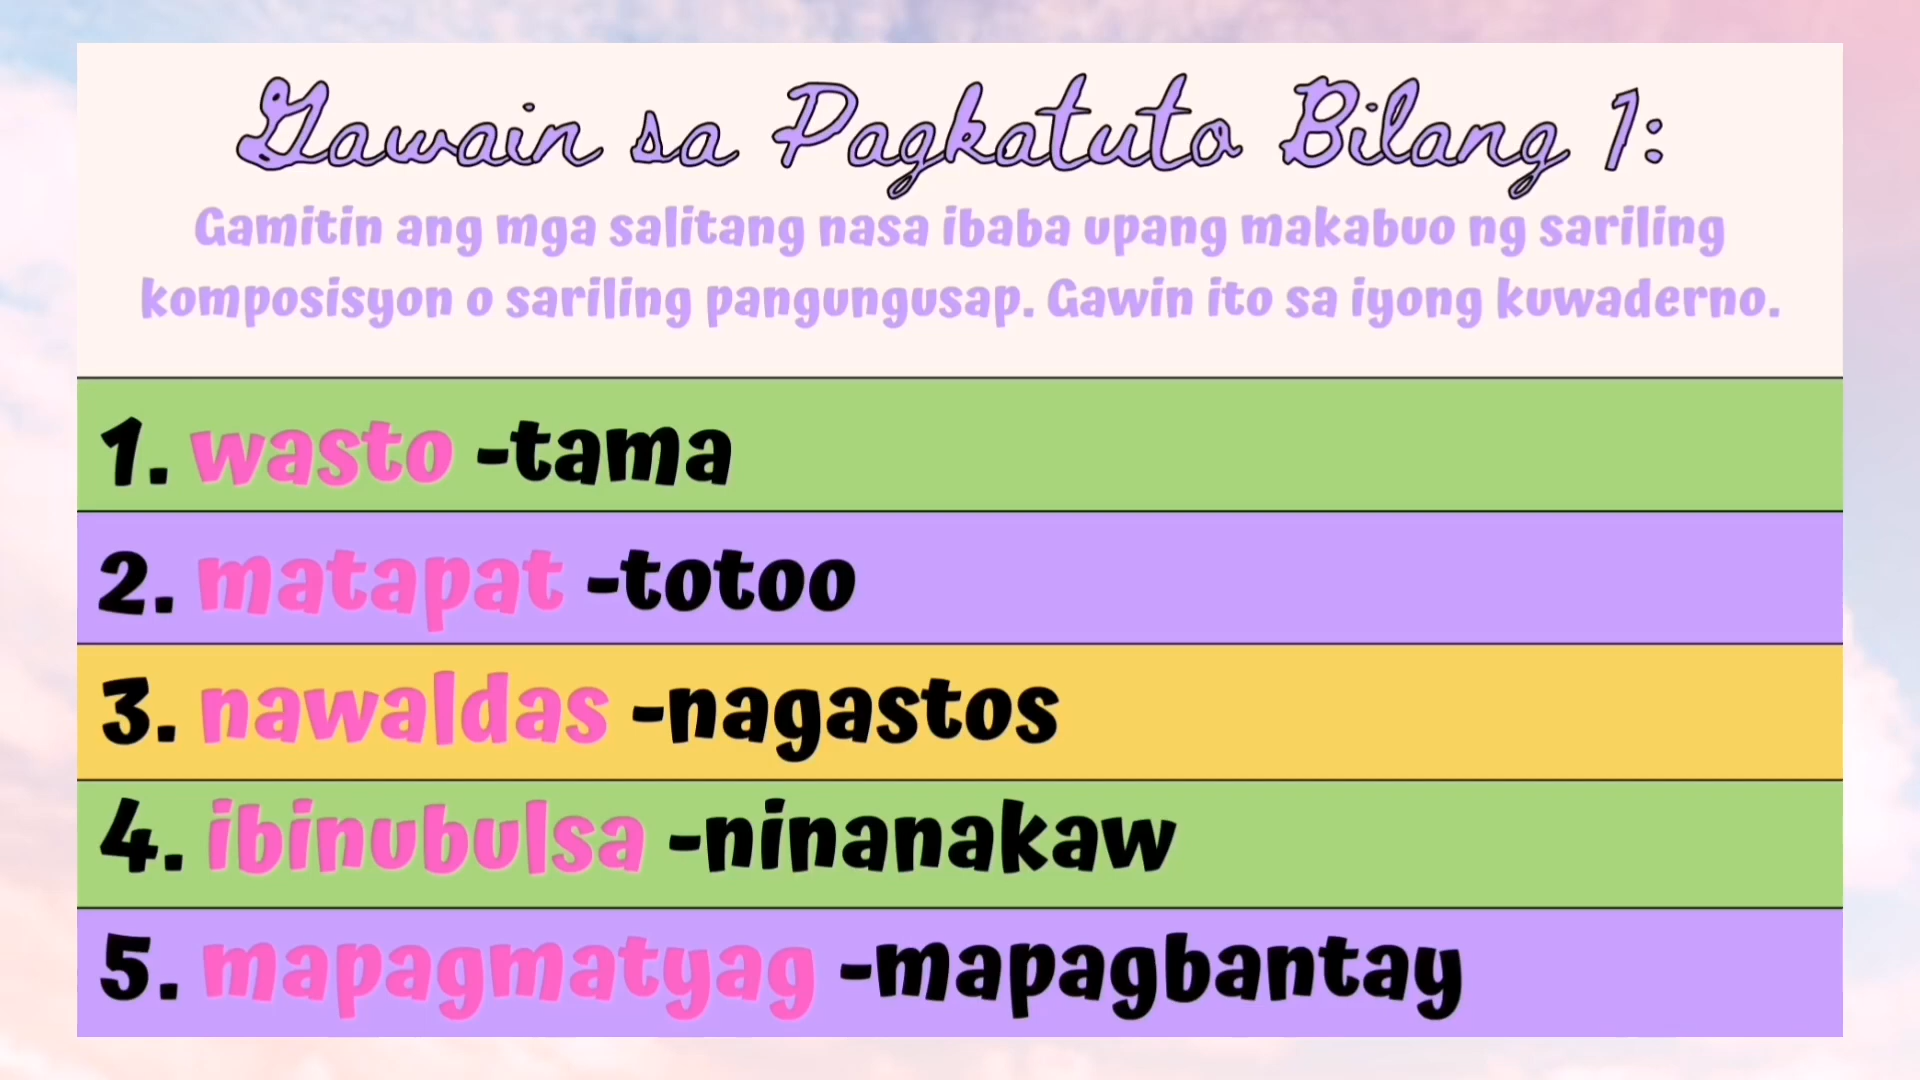 Gawain sa Pagkatuto Bilang 1:
Gamitin ang mga salitang nasa ibaba upang makabuo ng sariling
komposisyon o sariling pangungusap. Gawin ito sa iyong kuwaderno.
1. wasto -tama
2. matapat -totoo
3. nawaldas -nagastos
4. ibinubulsa -ninanakaw
5. mapagmatyag -mapagbantay